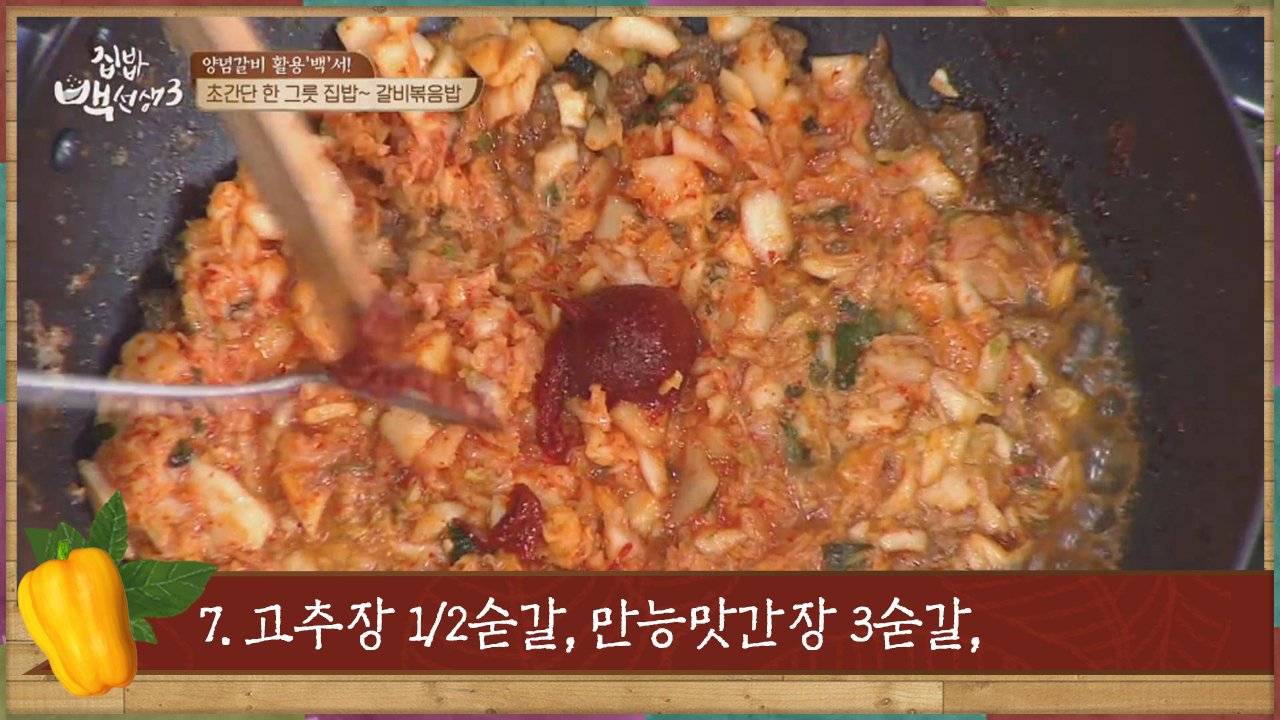 집밥
백선생3
양념갈비 활용'백'서!
초간단 한 그릇 집밥~ 갈비볶음밥
7. 고추장 1/2숟갈, 만능맛간장 3숟갈,